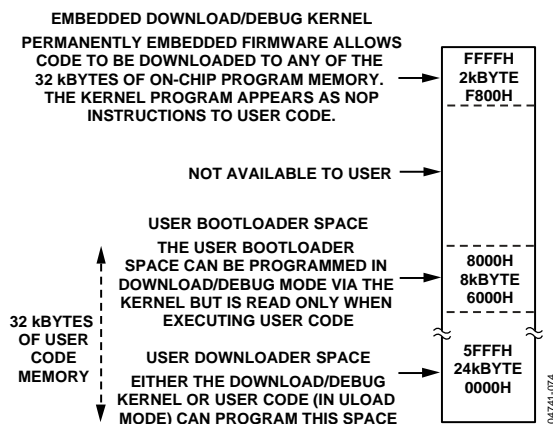 EMBEDDED DOWNLOAD/DEBUG KERNEL
PERMANENTLY EMBEDDED FIRMWARE ALLOWS
CODE TO BE DOWNLOADED TO ANY OF THE
32 kBYTES OF ON-CHIP PROGRAM MEMORY.
THE KERNEL PROGRAM APPEARS AS NOP
INSTRUCTIONS TO USER CODE.
FFFFH
2kBYTE
F800H
NOT AVAILABLE TO USER
USER BOOTLOADER SPACE
THE USER BOOTLOADER
SPACE CAN BE PROGRAMMED IN
DOWNLOAD/DEBUG MODE VIA THE
KERNEL BUT IS READ ONLY WHEN
EXECUTING USER CODE
8000H
8kBYTE
6000H
32 kBYTES
OF USER
CODE
MEMORY
USER DOWNLOADER SPACE
EITHER THE DOWNLOAD/DEBUG
KERNEL OR USER CODE (IN ULOAD
MODE) CAN PROGRAM THIS SPACE
5FFFH
24kBYTE
0000H
04741-074